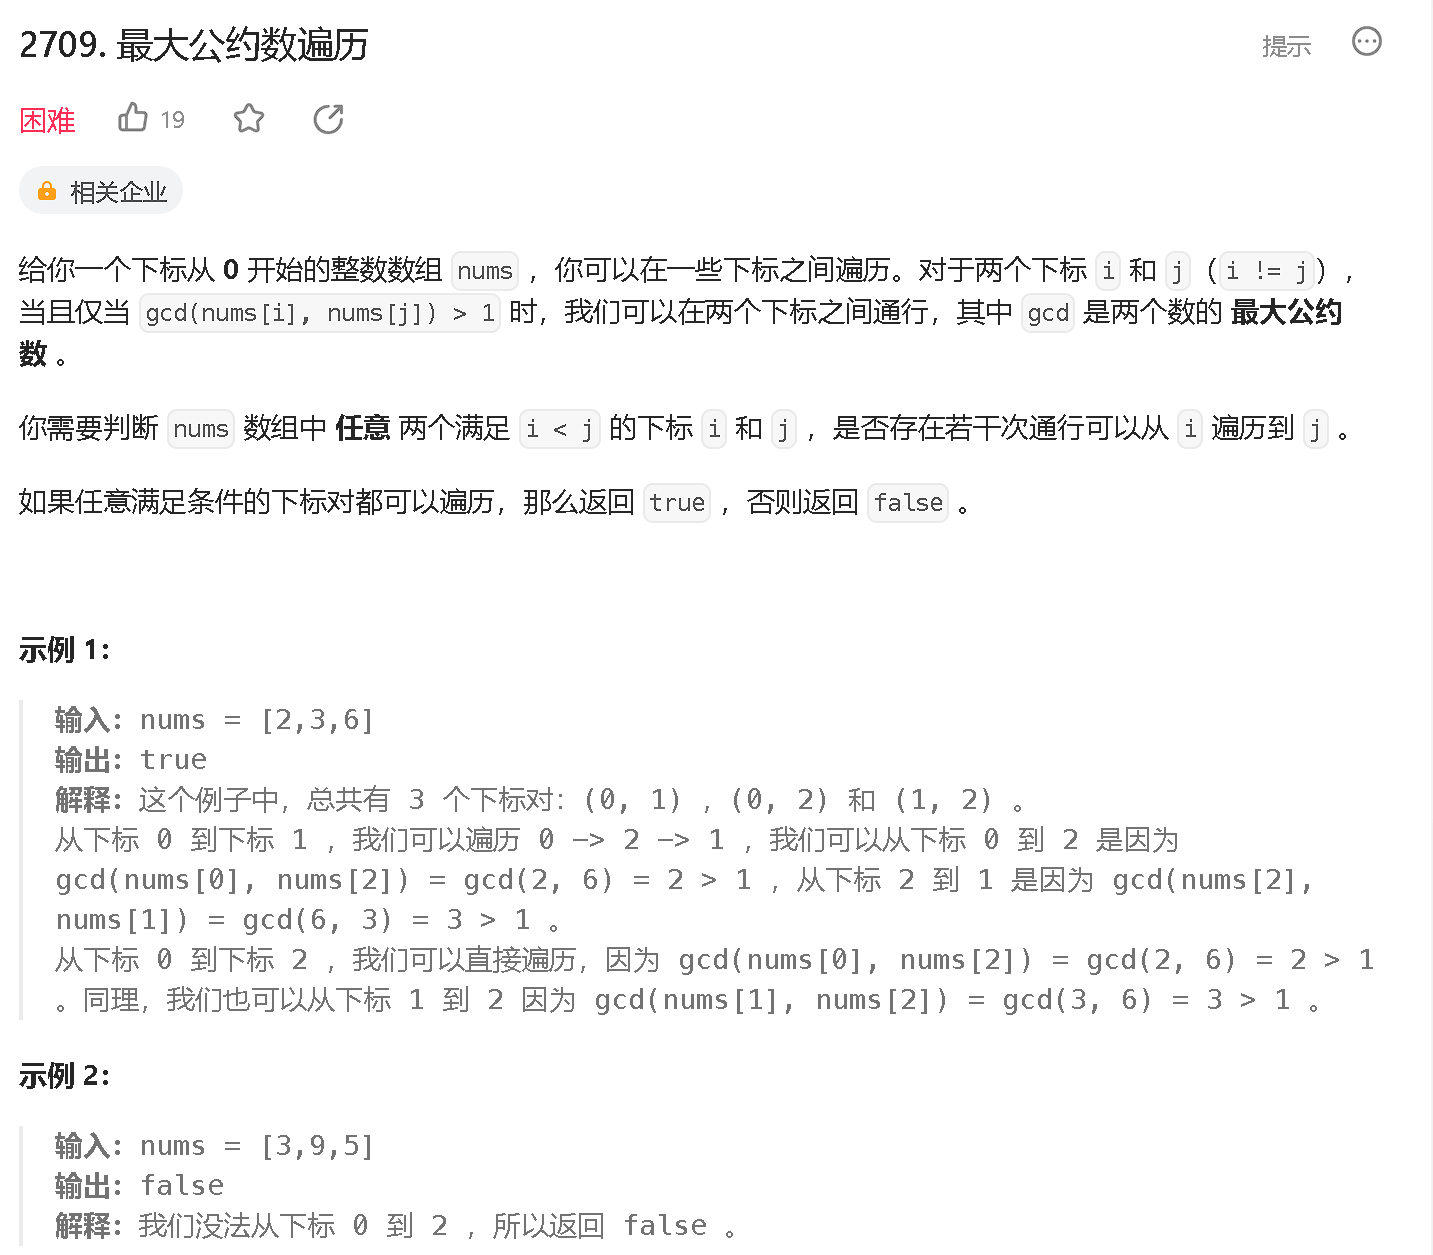 2709. 最大公约数遍历
提示
困难
19
相关企业
给你一个下标从 0 开始的整数数组 nums ，你可以在一些下标之间遍历。对于两个下标 i 和 j（i != j），
当且仅当 gcd(nums[i], nums[j]) > 1 时，我们可以在两个下标之间通行，其中 gcd 是两个数的 最大公约
数 。
你需要判断 nums 数组中 任意 两个满足 i < j 的下标 i 和 j ，是否存在若干次通行可以从 i 遍历到 j 。
如果任意满足条件的下标对都可以遍历，那么返回 true ，否则返回 false 。
示例 1：
输入：nums = [2,3,6]
输出：true
解释：这个例子中，总共有 3 个下标对：(0, 1) ，(0, 2) 和 (1, 2) 。
从下标 0 到下标 1 ，我们可以遍历 0 -> 2 -> 1 ，我们可以从下标 0 到 2 是因为
gcd(nums[0], nums[2]) = gcd(2, 6) = 2 > 1 ，从下标 2 到 1 是因为 gcd(nums[2],
nums[1]) = gcd(6, 3) = 3 > 1 。
从下标 0 到下标 2 ，我们可以直接遍历，因为 gcd(nums[0], nums[2]) = gcd(2, 6) = 2 > 1
。同理，我们也可以从下标 1 到 2 因为 gcd(nums[1], nums[2]) = gcd(3, 6) = 3 > 1 。
示例 2：
输入：nums = [3,9,5]
输出：false
解释：我们没法从下标 0 到 2 ，所以返回 false 。